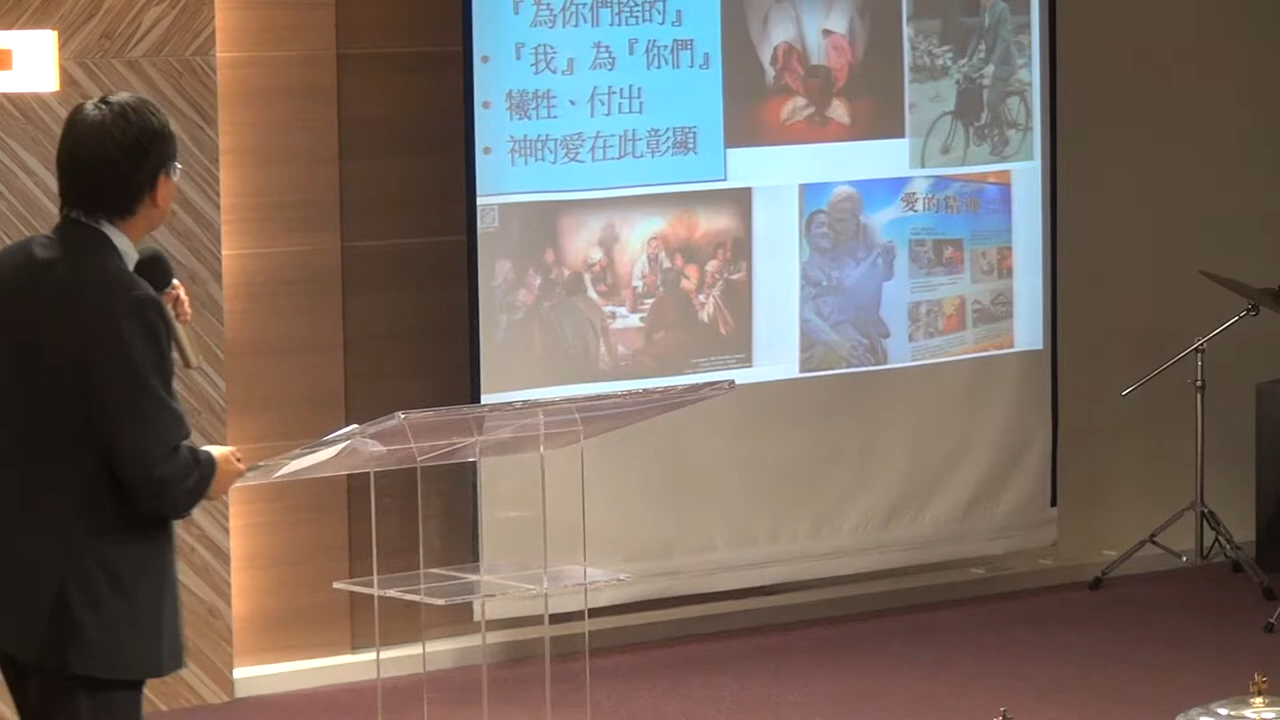 『為你們捨的』
• 『我』為『你們』
• 犧牲、付出
• 神的愛在此彰顯
愛的精神